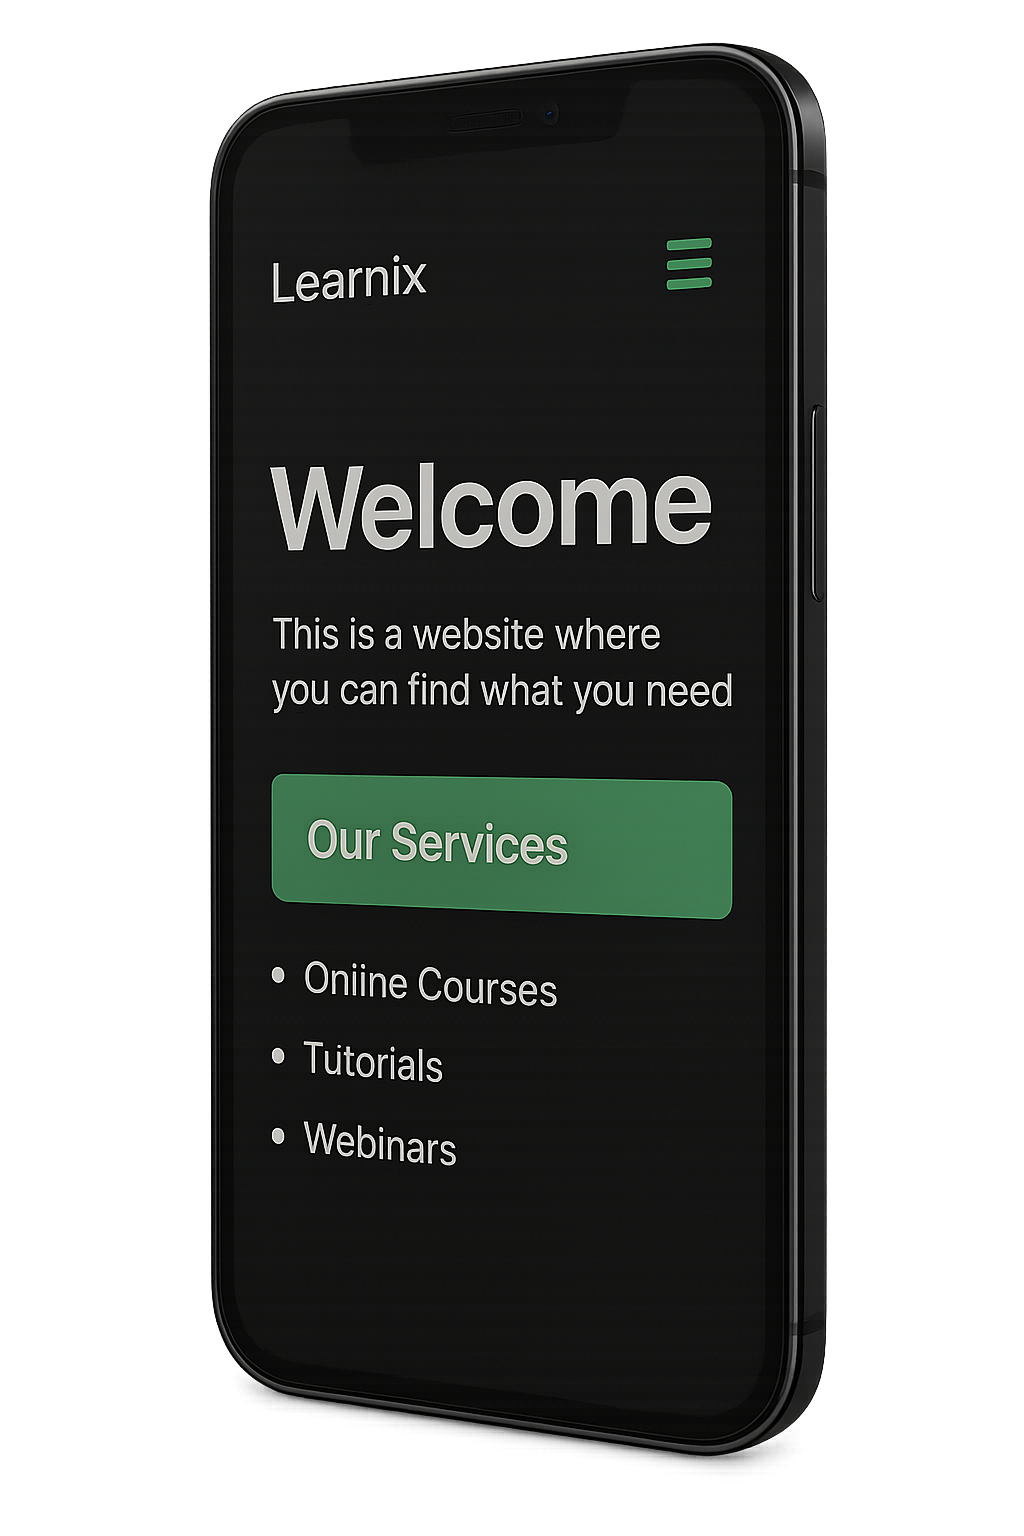 Learnix
Welcome
This is a website where
you can find what you need
Our Services
• Oniine Courses
• Tutorials
• Webinars